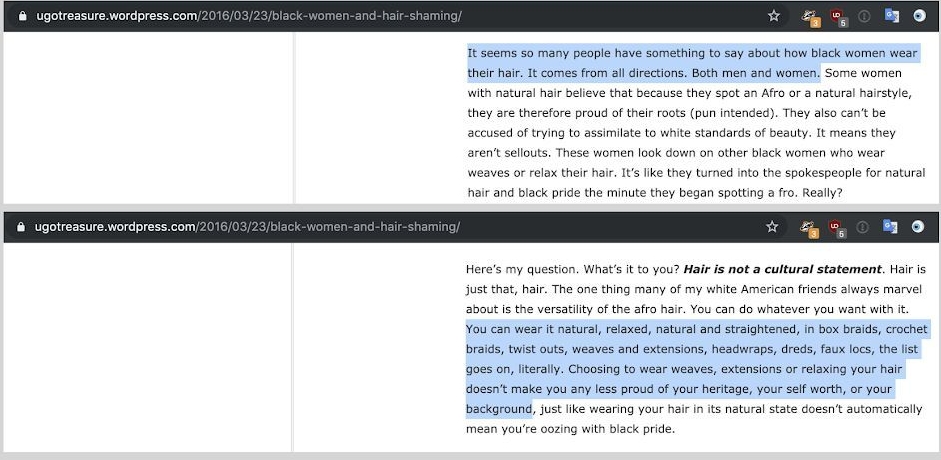 ugotreasure.wordpress.com/2016/03/23/black-women-and-hair-shaming/
3
5
It seems so many people have something to say about how black women wear
their hair. It comes from all directions. Both men and women. Some women
with natural hair believe that because they spot an Afro or a natural hairstyle,
they are therefore proud of their roots (pun intended). They also can’t be
accused of trying to assimilate to white standards of beauty. It means they
aren’t sellouts. These women look down on other black women who wear
weaves or relax their hair. It’s like they turned into the spokespeople for natural
hair and black pride the minute they began spotting a fro. Really?
ugotreasure.wordpress.com/2016/03/23/black-women-and-hair-shaming/
3
5
Here’s my question. What’s it to you? Hair is not a cultural statement. Hair is
just that, hair. The one thing many of my white American friends always marvel
about is the versatility of the afro hair. You can do whatever you want with it.
You can wear it natural, relaxed, natural and straightened, in box braids, crochet
braids, twist outs, weaves and extensions, headwraps, dreds, faux locs, the list
goes on, literally. Choosing to wear weaves, extensions or relaxing your hair
doesn’t make you any less proud of your heritage, your self worth, or your
background, just like wearing your hair in its natural state doesn’t automatically
mean you’re oozing with black pride.